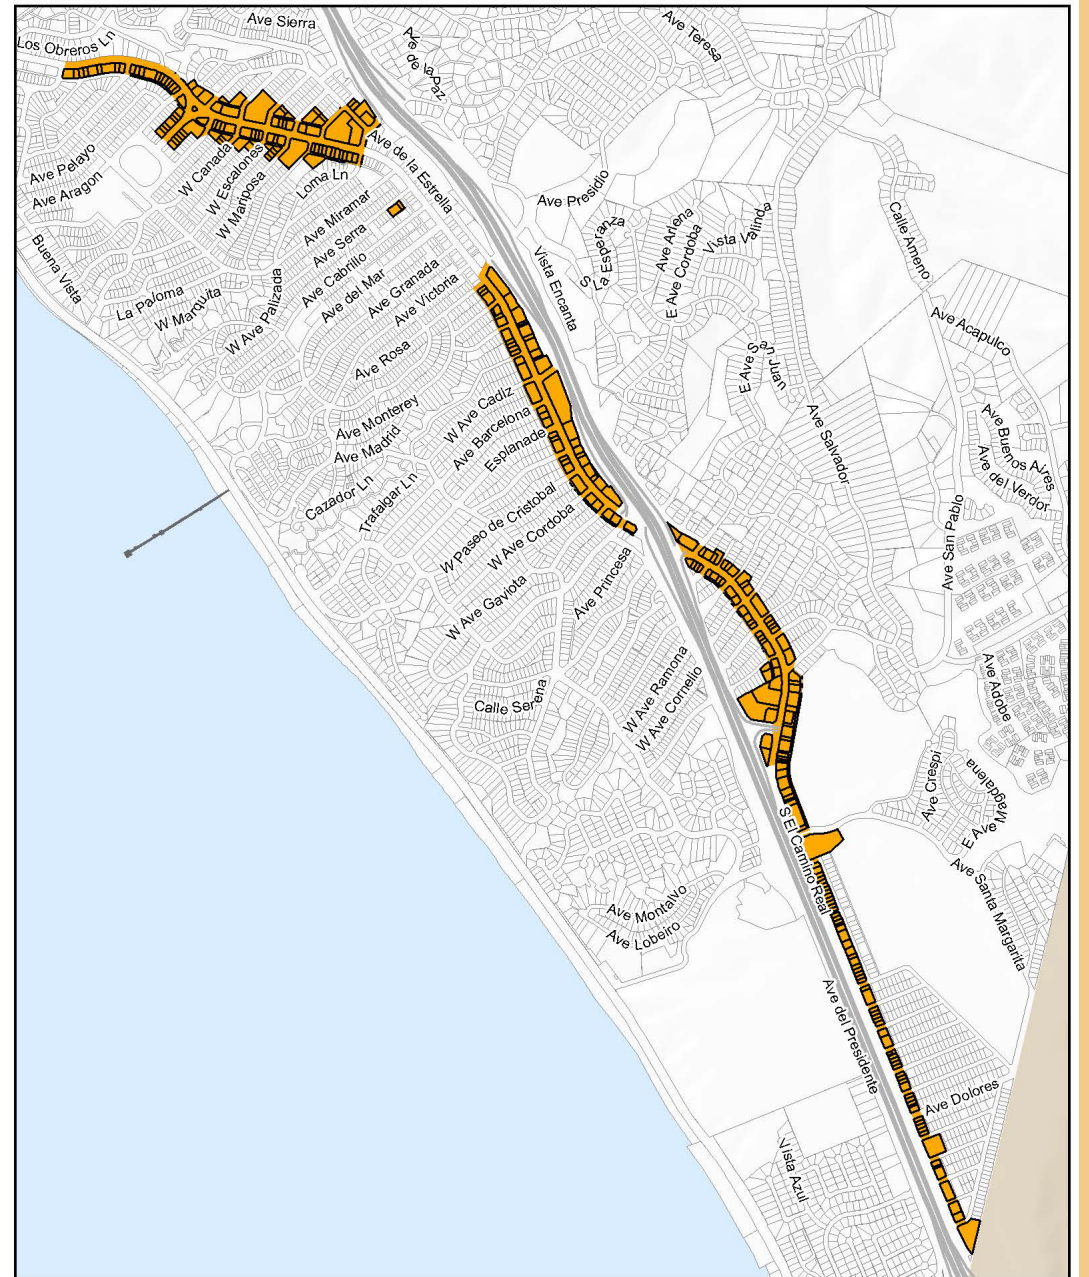 Ave Sierra
Ave Teresa
Los Obreros Ln
Ave de la Paz
Ave de la Estrella
Ave Pelayo
Ave Aragon
W Canada
W Escalones
W Mariposa
Loma Ln
Ave Presidio
Ave Miramar
Ave Serra
Ave Cabrillo
Ave del Mar
Ave Granada
Ave Victoria
S La Esperanza
Ave Arlena
E Ave Cordoba
Vista Valinda
Calle Ameno
Buena Vista
La Paloma
W Marquita
W Ave Palizada
Vista Encanta
Ave Acapulco
Ave Rosa
E Ave San Juan
W Ave Cadiz
Ave Barcelona
Esplanade
Ave Monterey
Ave Madrid
Ave Salvador
Ave Buenos Aires
Ave del Verdor
Cazador Ln
Trafalgar Ln
W Paseo de Cristobal
W Ave Cordoba
Ave San Pablo
W Ave Gaviota
Ave Princesa
W Ave Ramona
W Ave Cornelio
Calle Serena
Ave Adobe
Ave Crespi
E Ave Magdalena
S El Camino Real
Ave Santa Margarita
Ave Montalvo
Ave Lobeiro
Ave del Presidente
Ave Dolores
Vista Azul